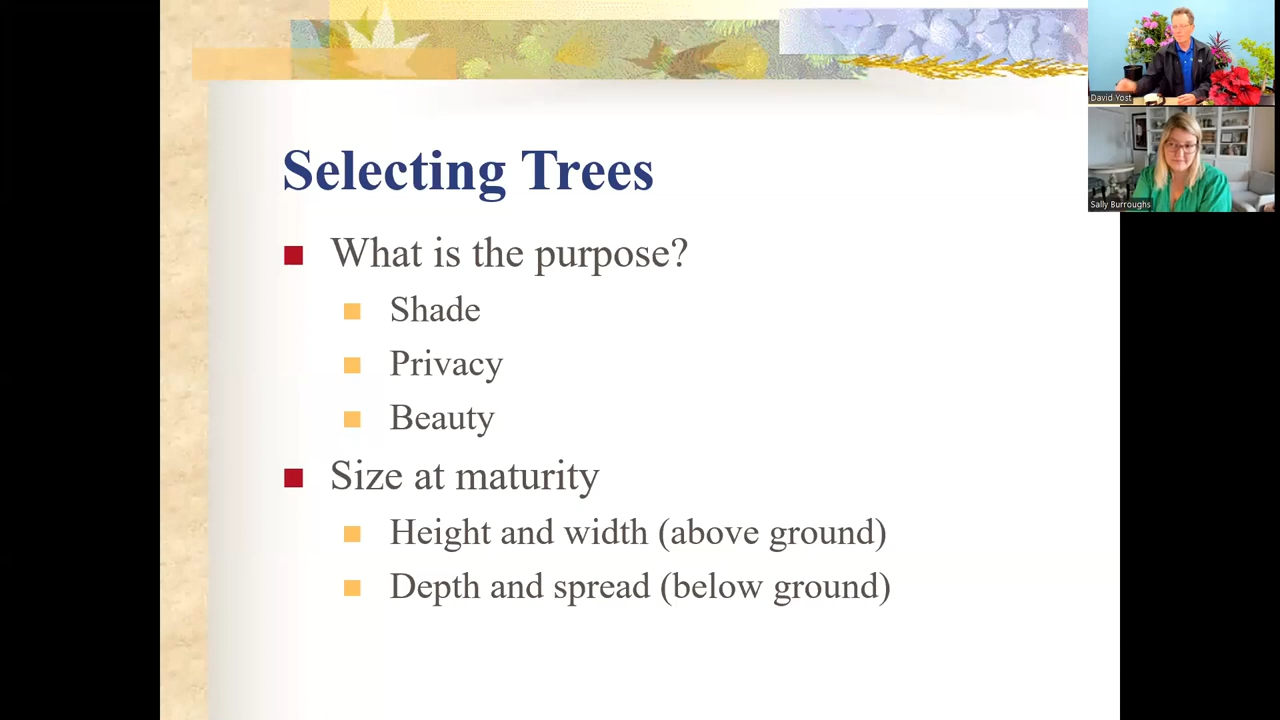 Selecting Trees
What is the purpose?
Shade
Privacy
Beauty
Size at maturity
Height and width (above ground)
Depth and spread (below ground)
David Yost
Sally Burroughs